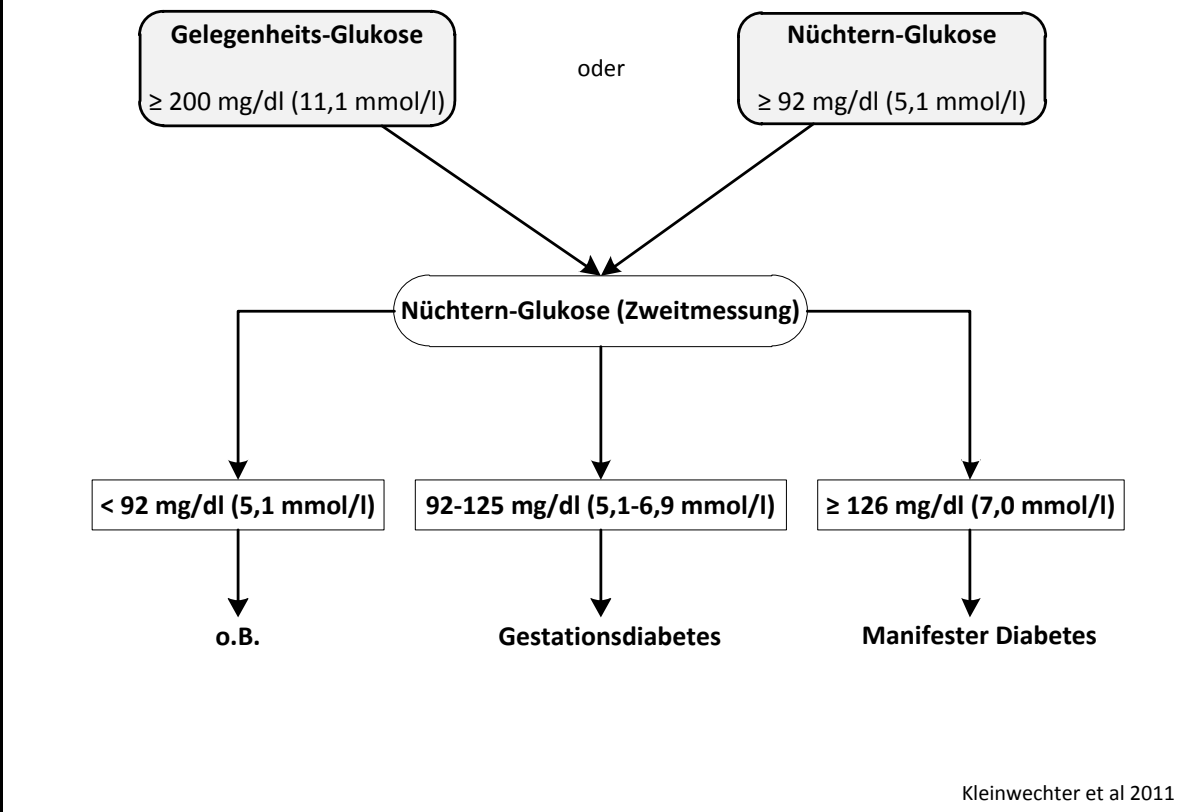 Gelegenheits-Glukose
≥ 200 mg/dl (11,1 mmol/l)
oder
Nüchtern-Glukose
≥ 92 mg/dl (5,1 mmol/l)
Nüchtern-Glukose (Zweitmessung)
< 92 mg/dl (5,1 mmol/l)
92-125 mg/dl (5,1-6,9 mmol/l)
≥ 126 mg/dl (7,0 mmol/l)
o.B.
Gestationsdiabetes
Manifester Diabetes
Kleinwechter et al 2011